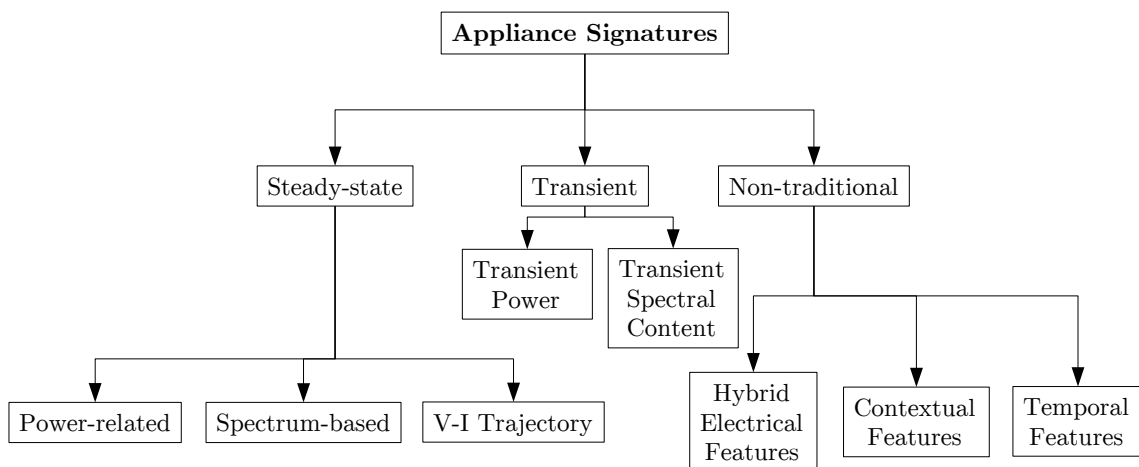 Appliance Signatures
Steady-state
Transient
Non-traditional
Transient
Power
Transient
Spectral
Content
Power-related
Spectrum-based
V-I Trajectory
Hybrid
Electrical
Features
Contextual
Features
Temporal
Features